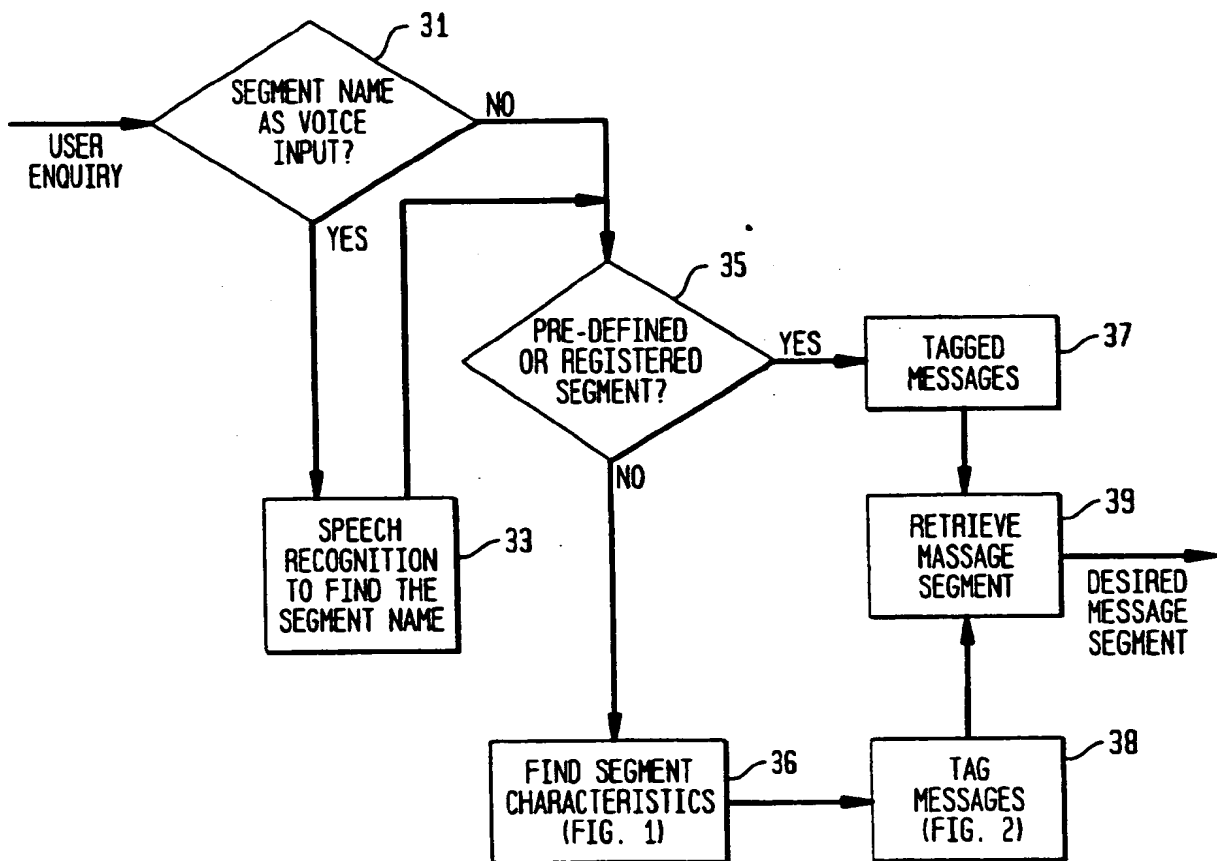 31
SEGMENT NAME
AS VOICE
INPUT?
NO
USER
ENQUIRY
YES
35
PRE-DEFINED
OR REGISTERED
SEGMENT?
YES
TAGGED
MESSAGES
37
NO
SPEECH
RECOGNITION
TO FIND THE
SEGMENT NAME
33
RETRIEVE
MASSAGE
SEGMENT
39
DESIRED
MESSAGE
SEGMENT
FIND SEGMENT
CHARACTERISTICS
(FIG. 1)
36
TAG
MESSAGES
(FIG. 2)
38